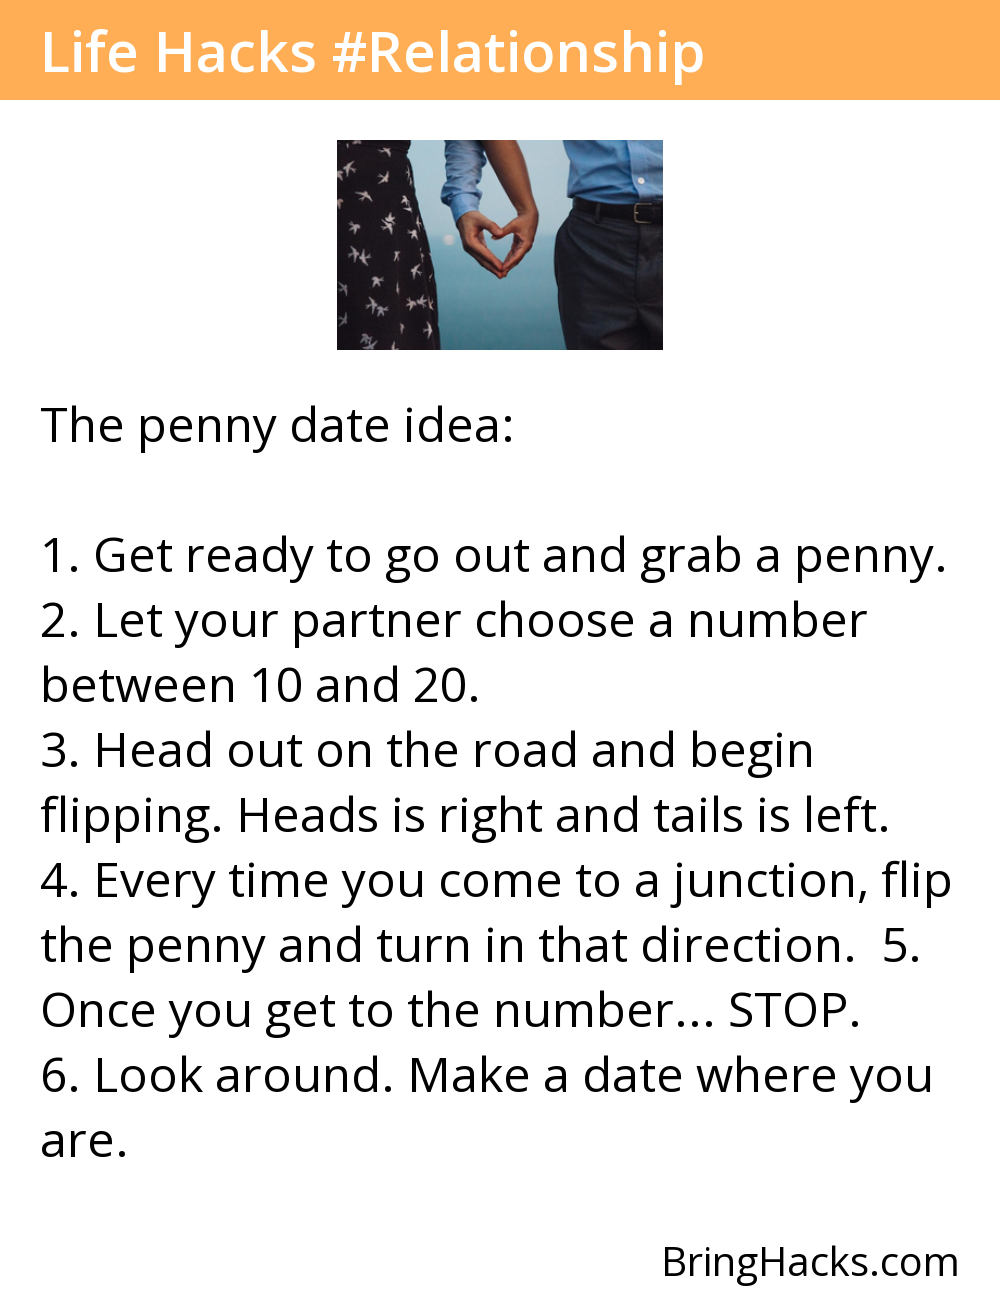 Life Hacks #Relationship
The penny date idea:
1. Get ready to go out and grab a penny.
2. Let your partner choose a number
between 10 and 20.
3. Head out on the road and begin
flipping. Heads is right and tails is left.
4. Every time you come to a junction, flip
the penny and turn in that direction.  5.
Once you get to the number... STOP.
6. Look around. Make a date where you
are.
BringHacks.com